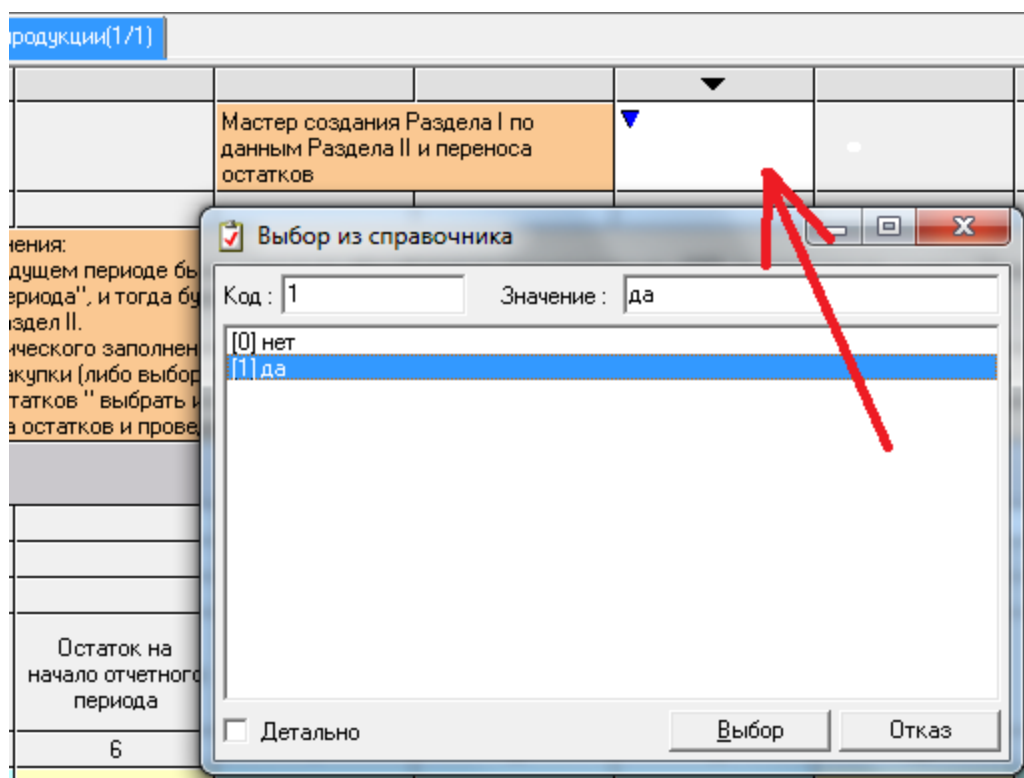 продукции(1/1)
Мастер создания Раздела I по
данным Раздела II и переноса
остатков
Выбор из справочника
Код : 1 Значение : да
[0] нет
[1] да
нения:
дущем периоде бы
ериода", и тогда бу
здел II.
ического заполнен
акупки (либо выбор
татков " выбрать и
а остатков и прове
Остаток на
начало отчетного
периода
6
Детально
Выбор Отказ